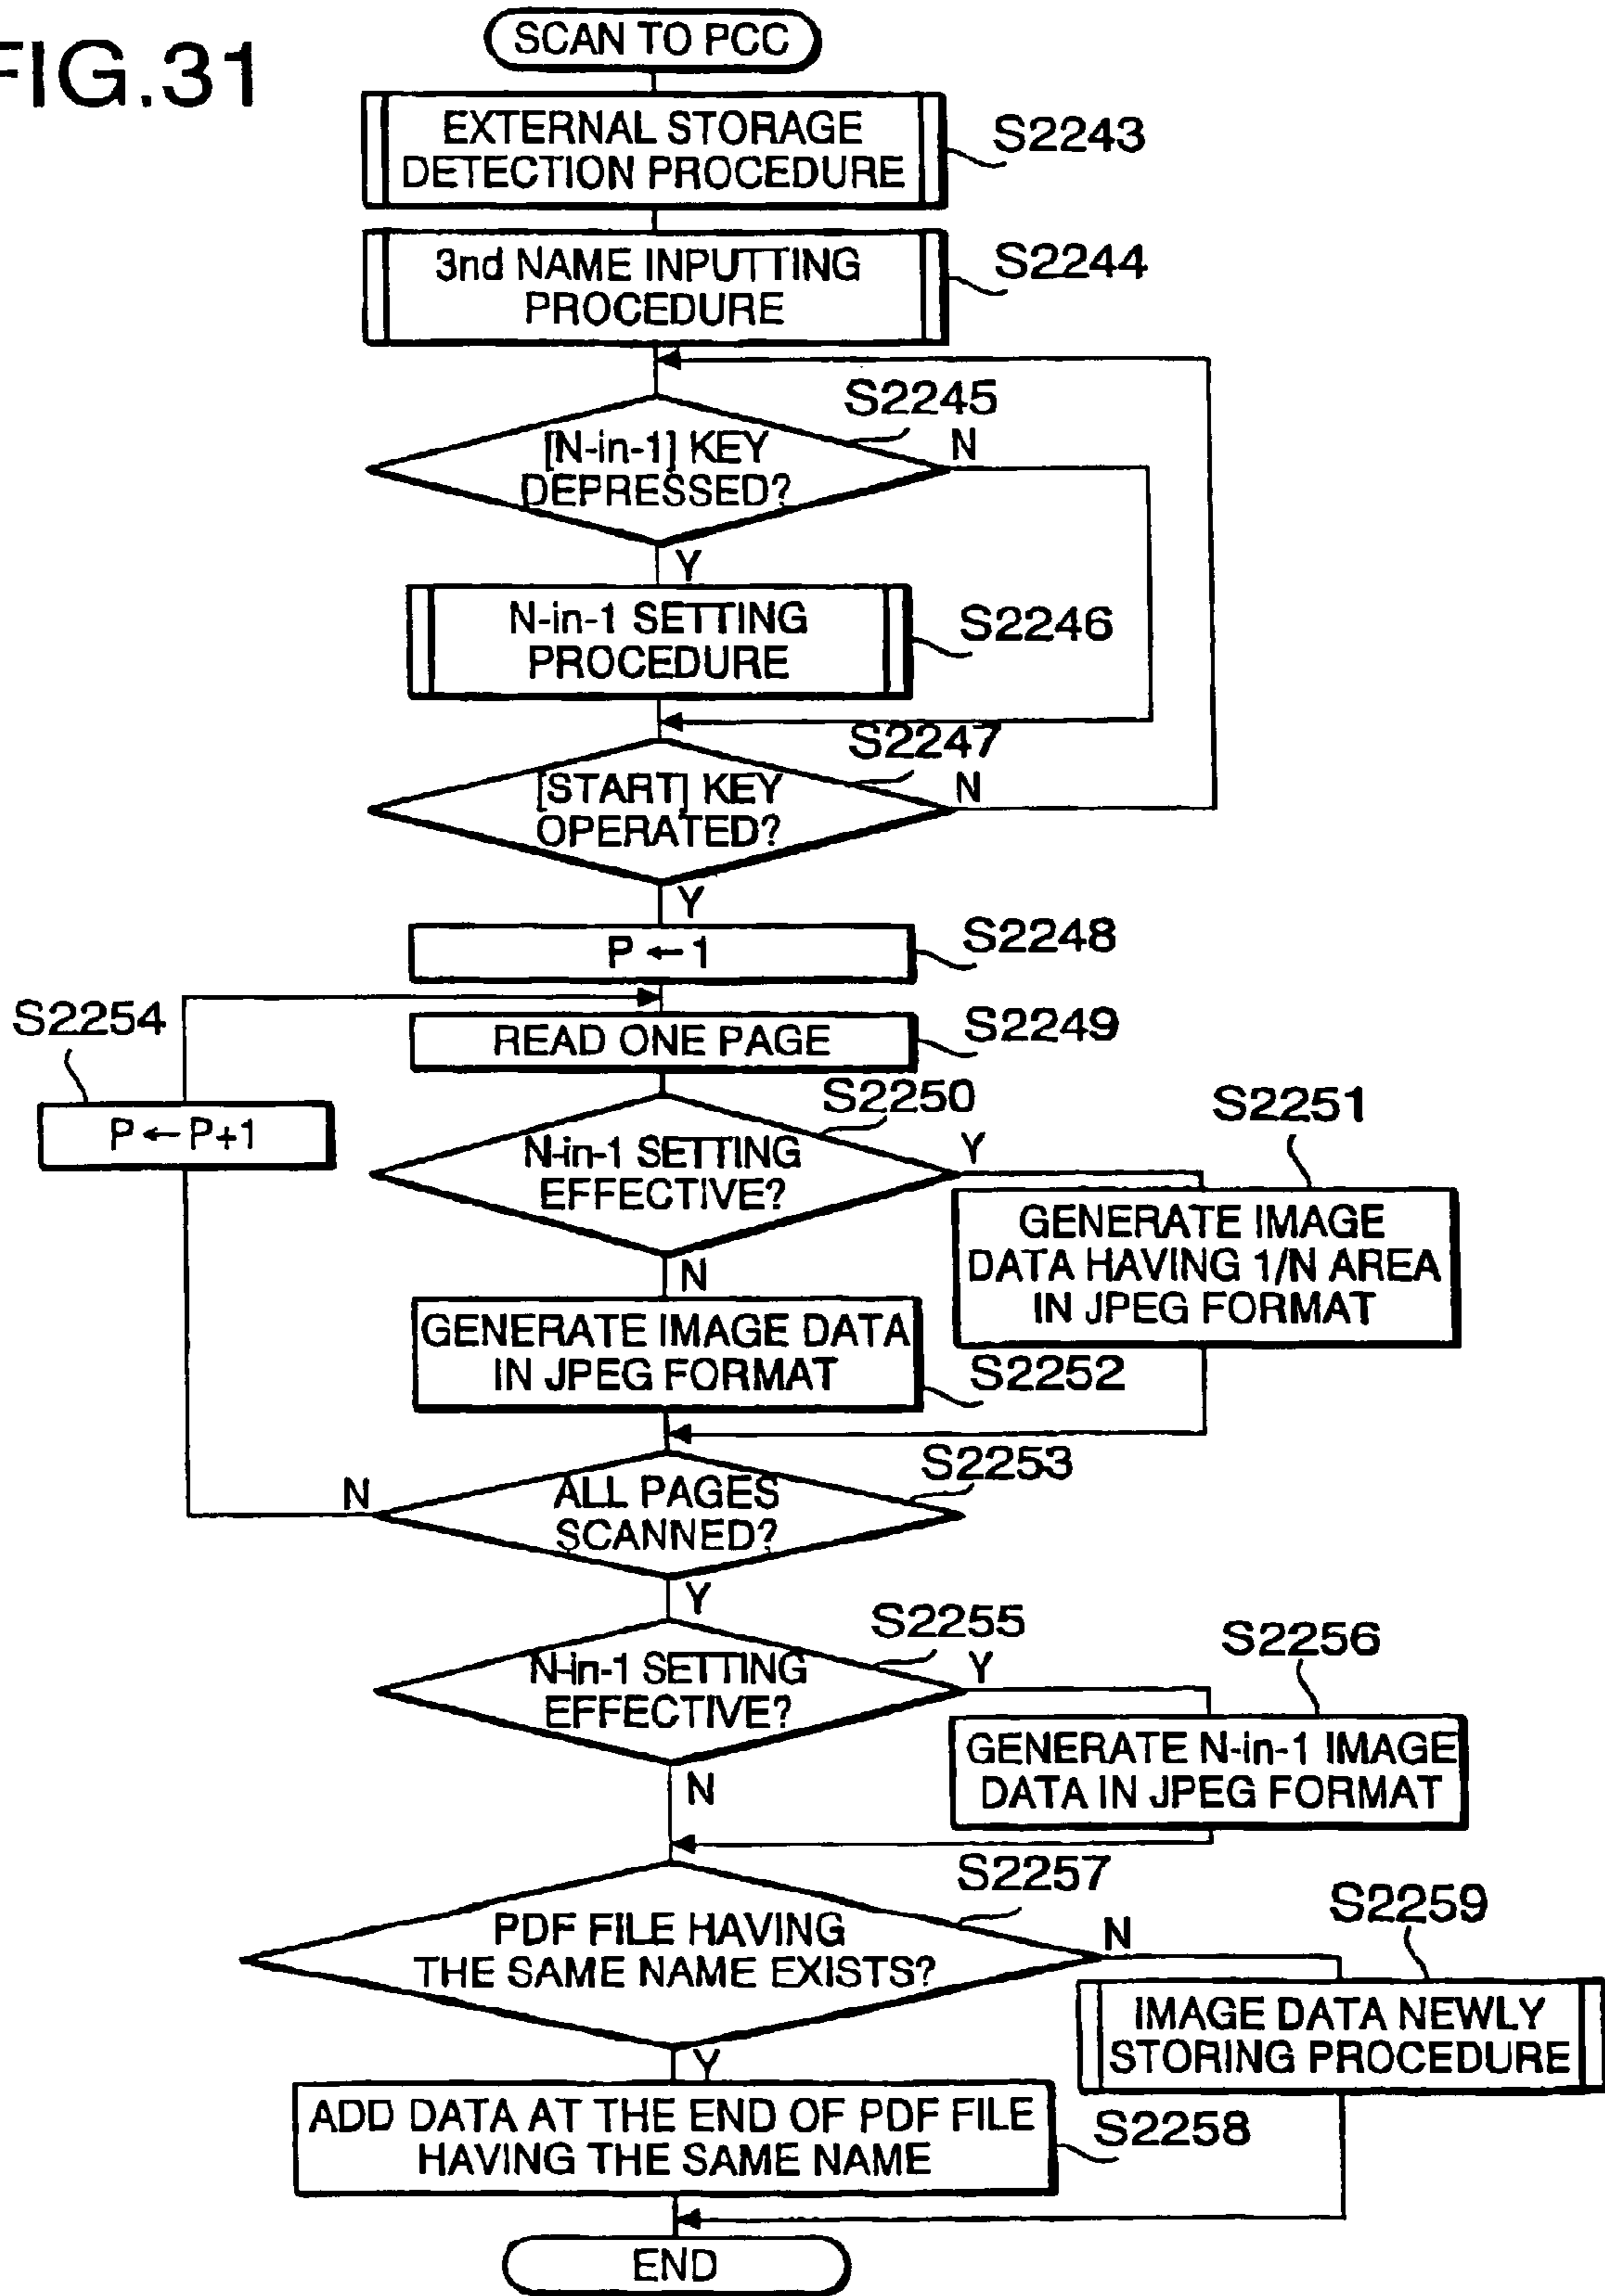 FIG.31
SCAN TO PCC
EXTERNAL STORAGE
DETECTION PROCEDURE
S2243
3nd NAME INPUTTING
PROCEDURE
S2244
S2245
[N-in-1] KEY
DEPRESSED?
N
Y
N-in-1 SETTING
PROCEDURE
S2246
S2247
[START] KEY
OPERATED?
N
Y
P←1
S2248
S2254
READ ONE PAGE
S2249
P←P+1
S2250
N-in-1 SETTING
EFFECTIVE?
Y
S2251
GENERATE IMAGE
DATA HAVING 1/N AREA
IN JPEG FORMAT
N
GENERATE IMAGE DATA
IN JPEG FORMAT
S2252
S2253
ALL PAGES
SCANNED?
N
Y
S2255
N-in-1 SETTING
EFFECTIVE?
Y
S2256
GENERATE N-in-1 IMAGE
DATA IN JPEG FORMAT
N
S2257
PDF FILE HAVING
THE SAME NAME EXISTS?
N
S2259
IMAGE DATA NEWLY
STORING PROCEDURE
Y
ADD DATA AT THE END OF PDF FILE
HAVING THE SAME NAME
S2258
END